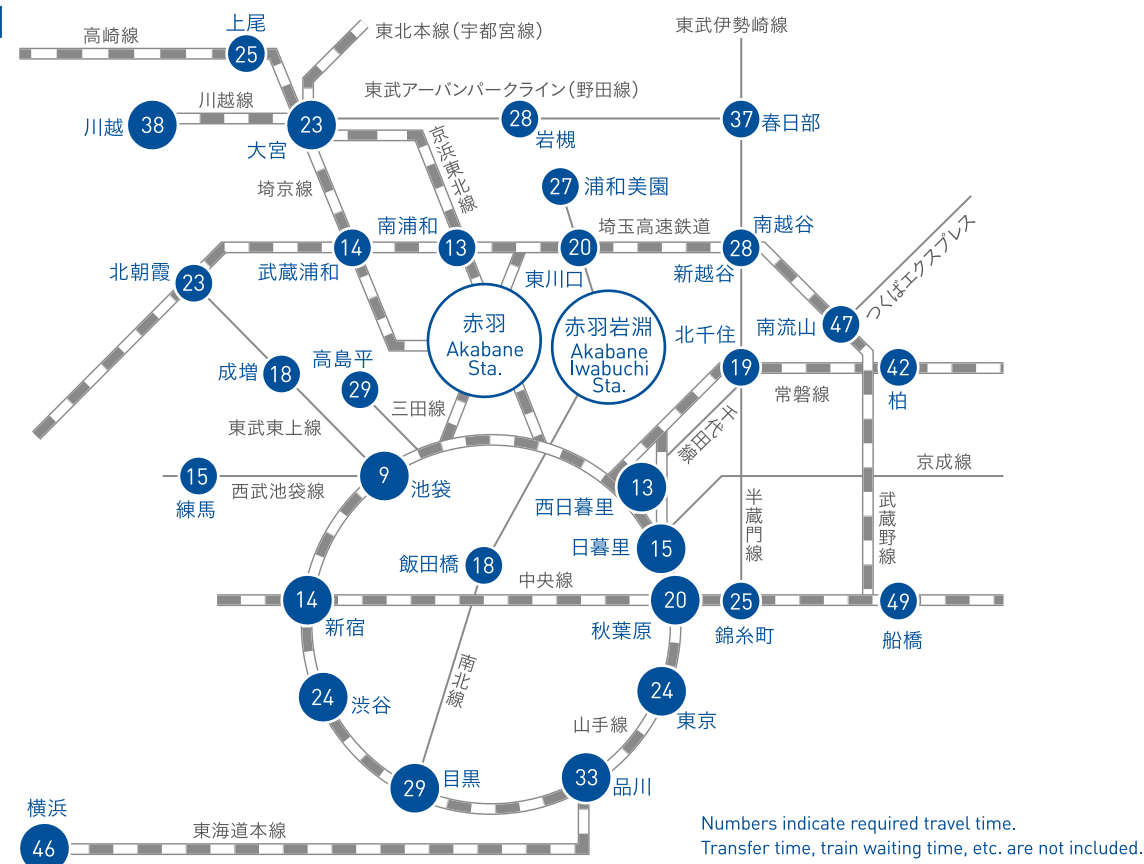 上尾
高崎線
25
東北本線(宇都宮線)
東武伊勢崎線
川越線
東武アーバンパークライン(野田線)
川越
38
23
大宮
28
岩槻
37
春日部
京浜東北線
埼京線
27
浦和美園
南浦和
埼玉高速鉄道
南越谷
つくばエクスプレス
14
13
20
28
北朝霞
武蔵浦和
東川口
新越谷
23
赤羽
Akabane
Sta.
赤羽岩淵
Akabane
Iwabuchi
Sta.
北千住
南流山
47
成増
18
高島平
29
19
42
三田線
常磐線
柏
東武東上線
千代田線
15
西武池袋線
練馬
9
池袋
京成線
13
西日暮里
半蔵門線
武蔵野線
日暮里
15
飯田橋
18
中央線
14
新宿
20
秋葉原
25
錦糸町
49
船橋
南北線
24
渋谷
24
東京
山手線
29
目黒
33
品川
横浜
46
東海道本線
Numbers indicate required travel time.
Transfer time, train waiting time, etc. are not included.